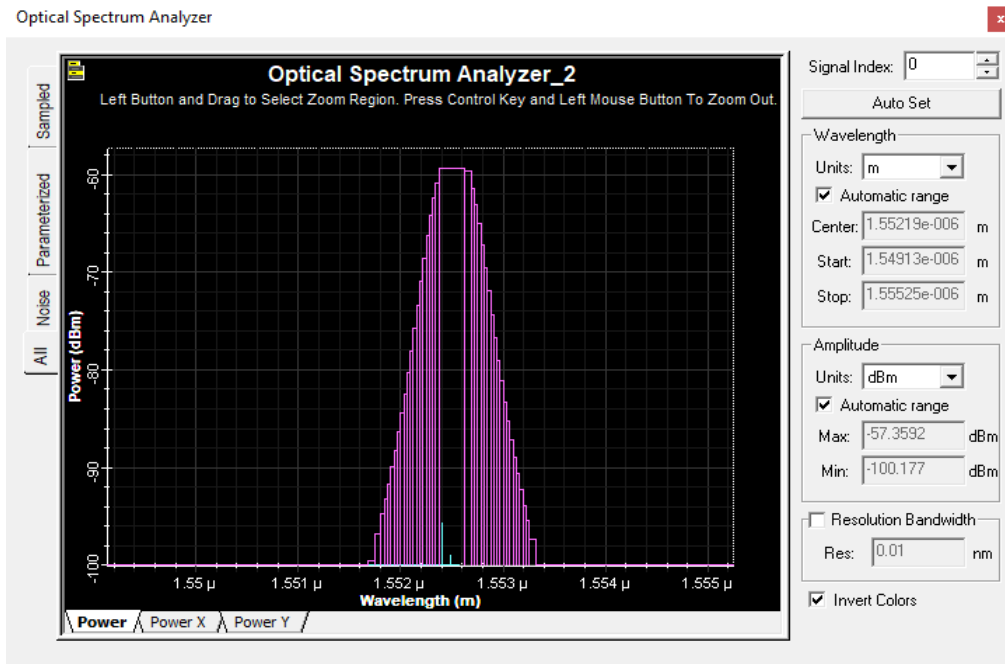 Optical Spectrum Analyzer
x
Optical Spectrum Analyzer_2
Left Button and Drag to Select Zoom Region. Press Control Key and Left Mouse Button To Zoom Out.
Sampled
Parameterized
Noise
All
Power (dBm)
-60
-70
-80
-90
-100
1.55 µ
1.551 µ
1.552 µ
1.553 µ
1.554 µ
1.555 µ
Wavelength (m)
Power
Power X
Power Y
Signal Index: 0
Auto Set
Wavelength
Units: m
Automatic range
Center: 1.55219e-006 m
Start: 1.54913e-006 m
Stop: 1.55525e-006 m
Amplitude
Units: dBm
Automatic range
Max: -57.3592 dBm
Min: -100.177 dBm
Resolution Bandwidth
Res: 0.01 nm
Invert Colors